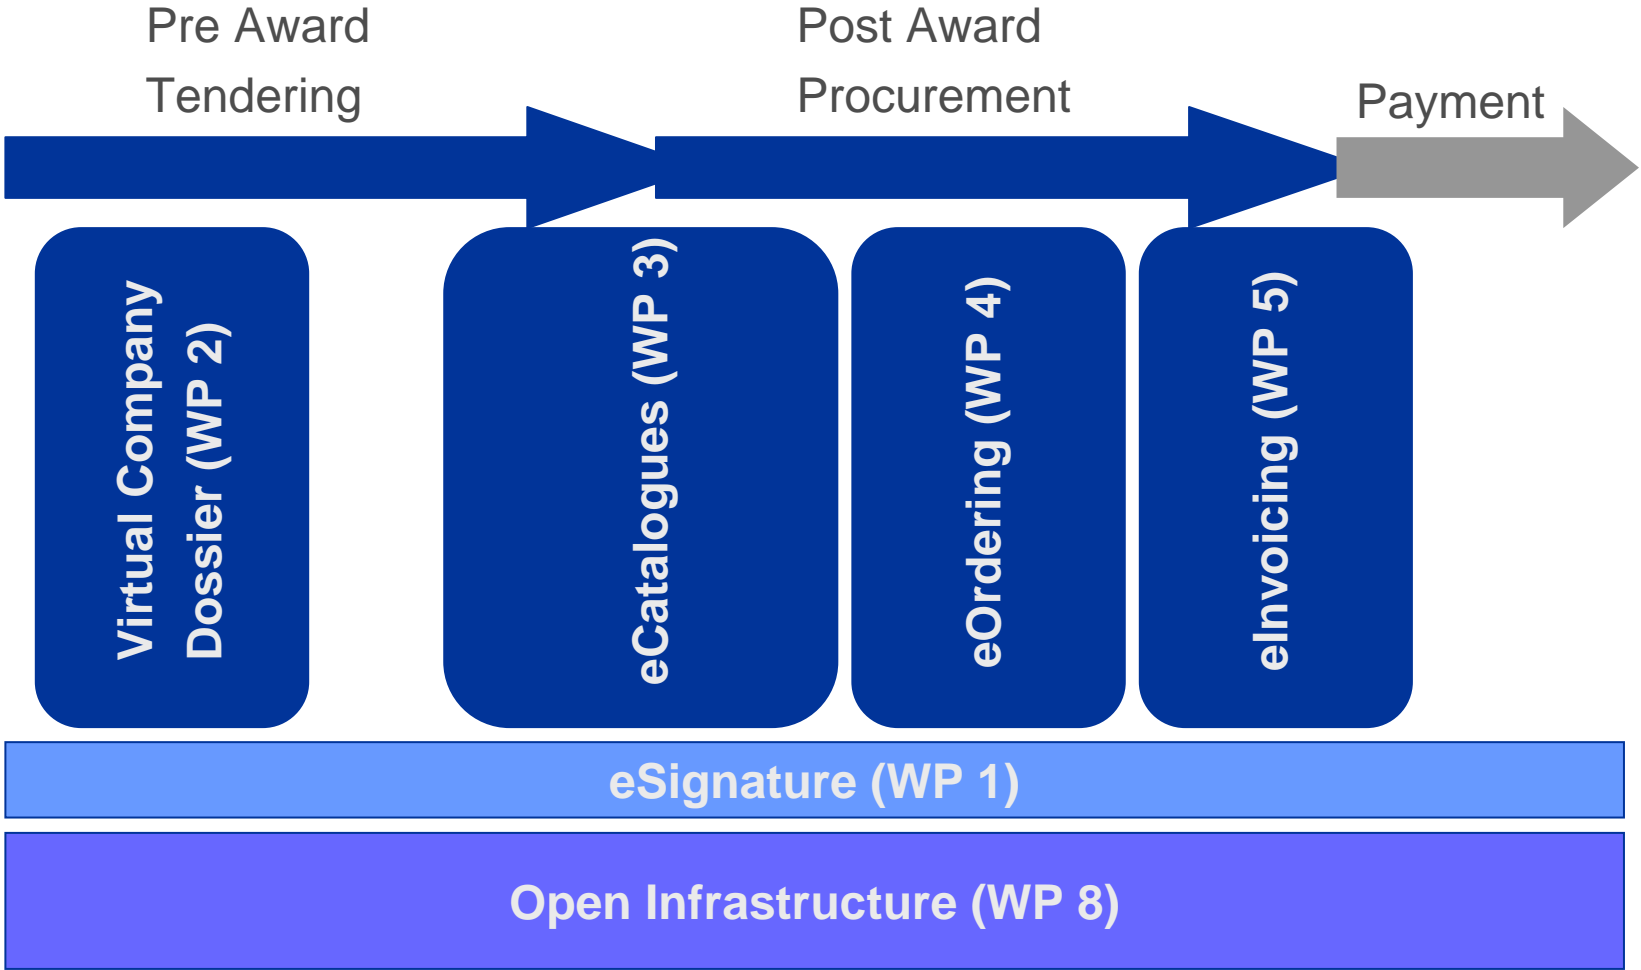 Pre Award
Tendering
Post Award
Procurement
Payment
Virtual Company
Dossier (WP 2)
eCatalogues (WP 3)
eOrdering (WP 4)
eInvoicing (WP 5)
eSignature (WP 1)
Open Infrastructure (WP 8)